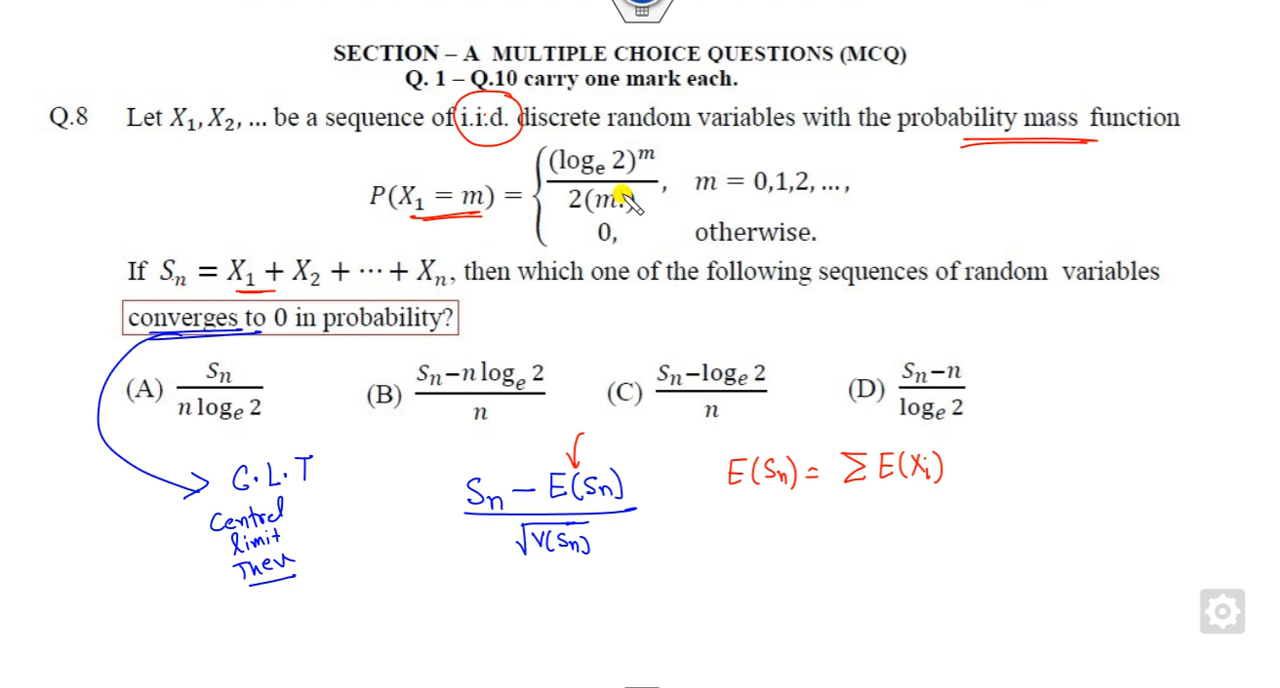 SECTION – A MULTIPLE CHOICE QUESTIONS (MCQ)
Q. 1 – Q.10 carry one mark each.
Q.8 Let X₁, X₂, ... be a sequence of i.i.d. discrete random variables with the probability mass function
P(X₁ = m) = { (logₑ 2)ᵐ / 2(m!), m = 0,1,2, ...,
0, otherwise.
If Sₙ = X₁ + X₂ + ⋯ + Xₙ, then which one of the following sequences of random variables
converges to 0 in probability?
(A) Sₙ / n logₑ 2 (B) Sₙ−n logₑ 2 / n (C) Sₙ−logₑ 2 / n (D) Sₙ−n / logₑ 2
C.L.T
Central
limit
Then
Sₙ − E(Sₙ) / √V(Sₙ)
E(Sₙ) = Σ E(Xᵢ)